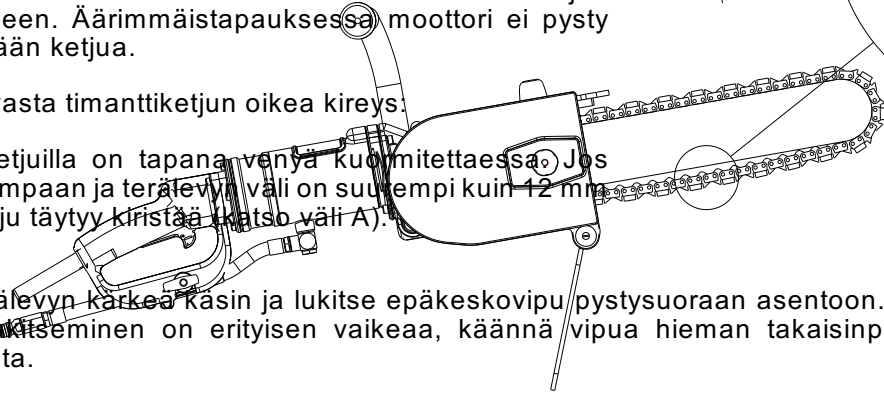 een. Äärimmäistapauksessa moottori ei pysty
ään ketjua.
asta timanttiketjun oikea kireys:
etjuilla on tapana venyä kuormitettaessa. Jos
mpaan ja terälevyn väli on suurempi kuin 12 mm
ju täytyy kiristää (katso väli A).
älevyn kärkeä käsin ja lukitse epäkeskovipu pystysuoraan asentoon.
kitseminen on erityisen vaikeaa, käännä vipua hieman takaisinp
ta.